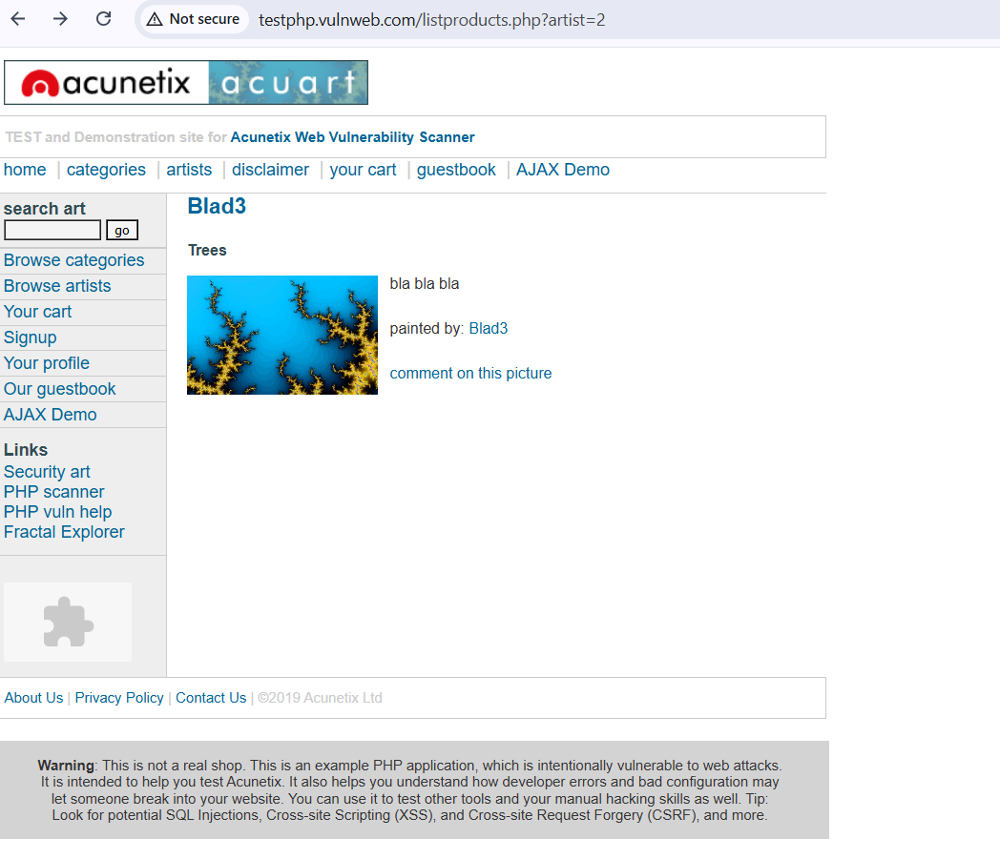 Not secure testphp.vulnweb.com/listproducts.php?artist=2
acunetix acuart
TEST and Demonstration site for Acunetix Web Vulnerability Scanner
home | categories | artists | disclaimer | your cart | guestbook | AJAX Demo
search art
go
Browse categories
Browse artists
Your cart
Signup
Your profile
Our guestbook
AJAX Demo
Links
Security art
PHP scanner
PHP vuln help
Fractal Explorer
Blad3
Trees
bla bla bla
painted by: Blad3
comment on this picture
About Us | Privacy Policy | Contact Us | ©2019 Acunetix Ltd
Warning: This is not a real shop. This is an example PHP application, which is intentionally vulnerable to web attacks.
It is intended to help you test Acunetix. It also helps you understand how developer errors and bad configuration may
let someone break into your website. You can use it to test other tools and your manual hacking skills as well. Tip:
Look for potential SQL Injections, Cross-site Scripting (XSS), and Cross-site Request Forgery (CSRF), and more.